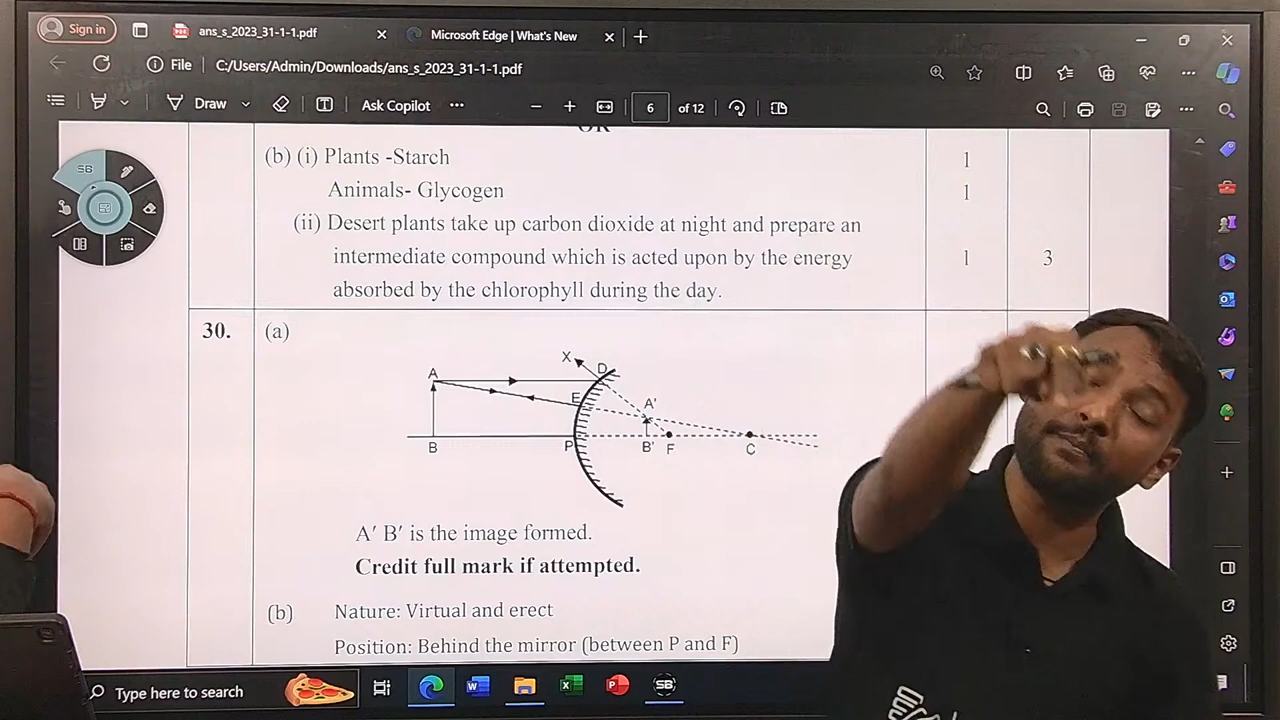 Sign in
ans_s_2023_31-1-1.pdf
Microsoft Edge | What's New
File
C:/Users/Admin/Downloads/ans_s_2023_31-1-1.pdf
Draw
Ask Copilot
6
of 12
OR
(b) (i) Plants -Starch
1
Animals- Glycogen
1
(ii) Desert plants take up carbon dioxide at night and prepare an
intermediate compound which is acted upon by the energy
1
3
absorbed by the chlorophyll during the day.
SB
30.
(a)
X
D
A
E
A'
B
P
B'
F
C
A′ B′ is the image formed.
Credit full mark if attempted.
(b)
Nature: Virtual and erect
Position: Behind the mirror (between P and F)
Type here to search
SB